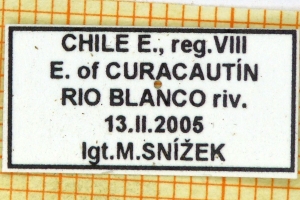 CHILE E., reg.VIII
E. of CURACAUTÍN
RIO BLANCO riv.
13.II.2005
lgt.M.SNÍŽEK